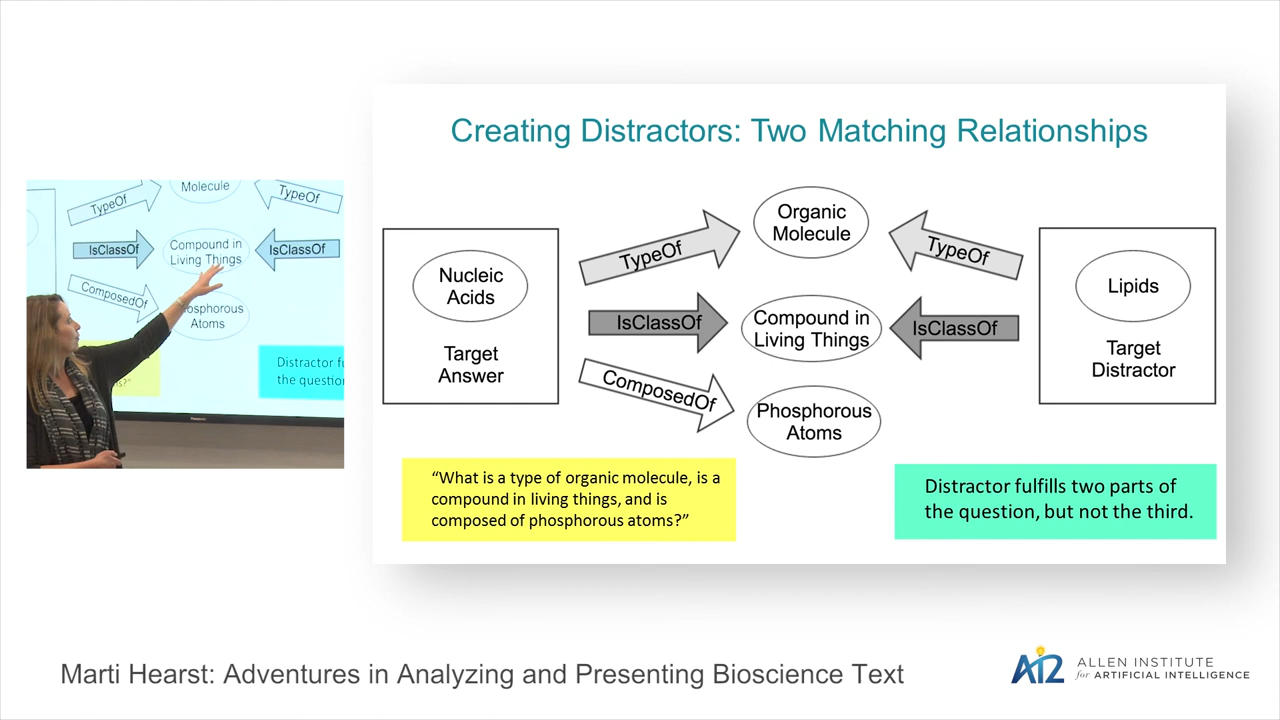 Creating Distractors: Two Matching Relationships
Nucleic
Acids
Target
Answer
TypeOf
IsClassOf
ComposedOf
Organic
Molecule
Compound in
Living Things
Phosphorous
Atoms
TypeOf
IsClassOf
Lipids
Target
Distractor
“What is a type of organic molecule, is a
compound in living things, and is
composed of phosphorous atoms?”
Distractor fulfills two parts of
the question, but not the third.
TypeOf
Molecule
TypeOf
IsClassOf
Compound in
Living Things
IsClassOf
ComposedOf
osphorous
Atoms
Distractor fu
the question
Panasonic
Marti Hearst: Adventures in Analyzing and Presenting Bioscience Text
AI2
ALLEN INSTITUTE
for ARTIFICIAL INTELLIGENCE